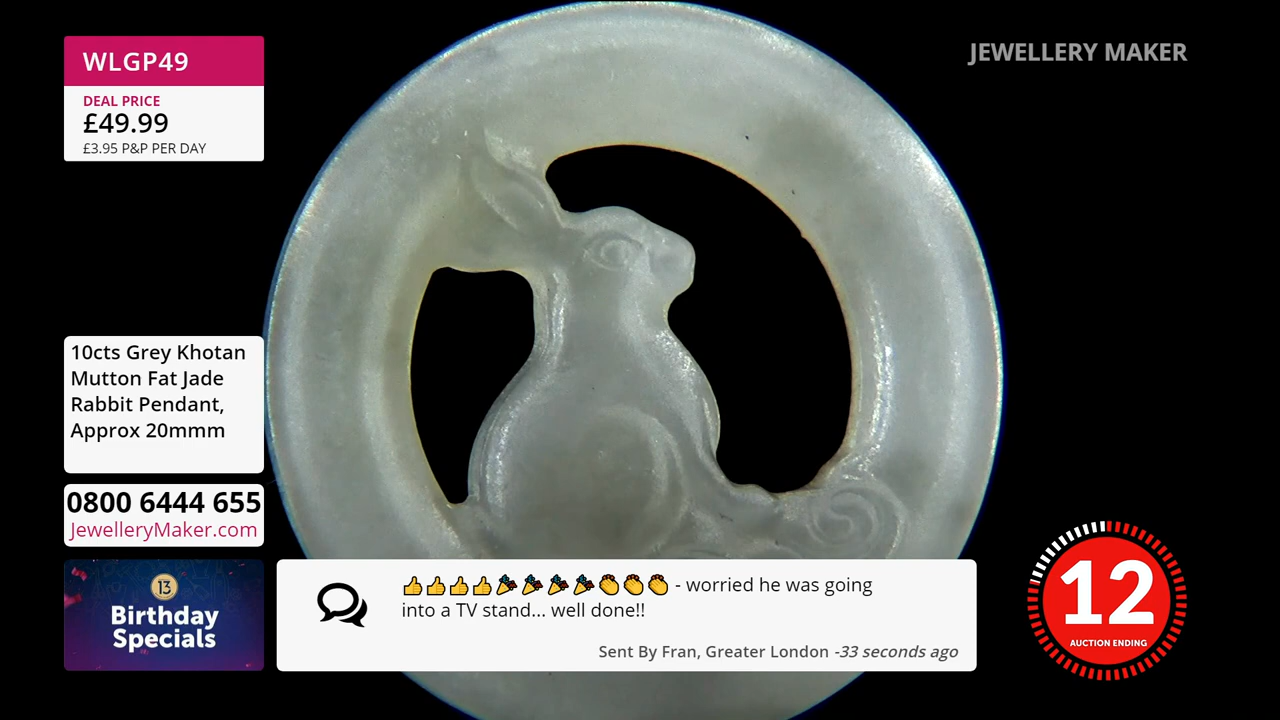 WLGP49
DEAL PRICE
£49.99
£3.95 P&P PER DAY
JEWELLERY MAKER
10cts Grey Khotan
Mutton Fat Jade
Rabbit Pendant,
Approx 20mmm
0800 6444 655
JewelleryMaker.com
13
Birthday
Specials
👍👍👍👍🎉🎉🎉🎉👏👏👏 - worried he was going
into a TV stand... well done!!
Sent By Fran, Greater London -33 seconds ago
12
AUCTION ENDING